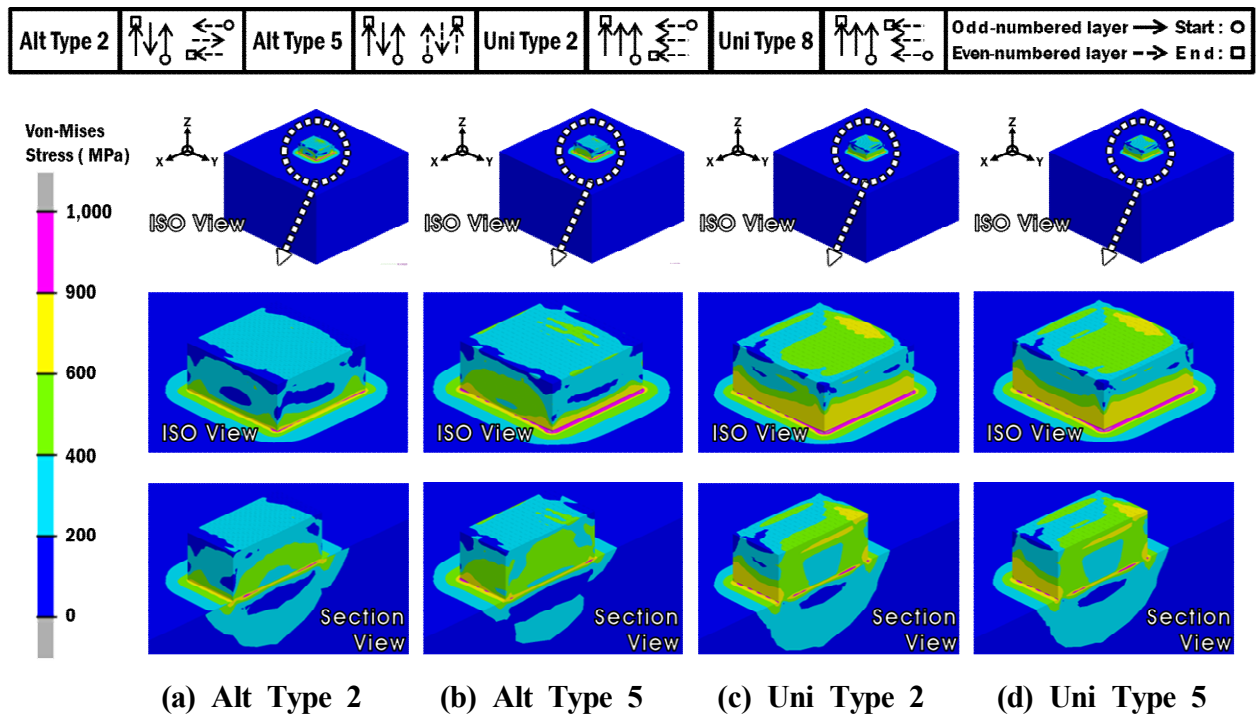 Alt Type 2
Alt Type 5
Uni Type 2
Uni Type 8
Odd-numbered layer Start :
Even-numbered layer End :
Von-Mises
Stress ( MPa)
1,000
900
600
400
200
0
Z
X Y
ISO View
Z
X Y
ISO View
Z
X Y
ISO View
Z
X Y
ISO View
ISO View
ISO View
ISO View
ISO View
Section
View
Section
View
Section
View
Section
View
(a) Alt Type 2
(b) Alt Type 5
(c) Uni Type 2
(d) Uni Type 5